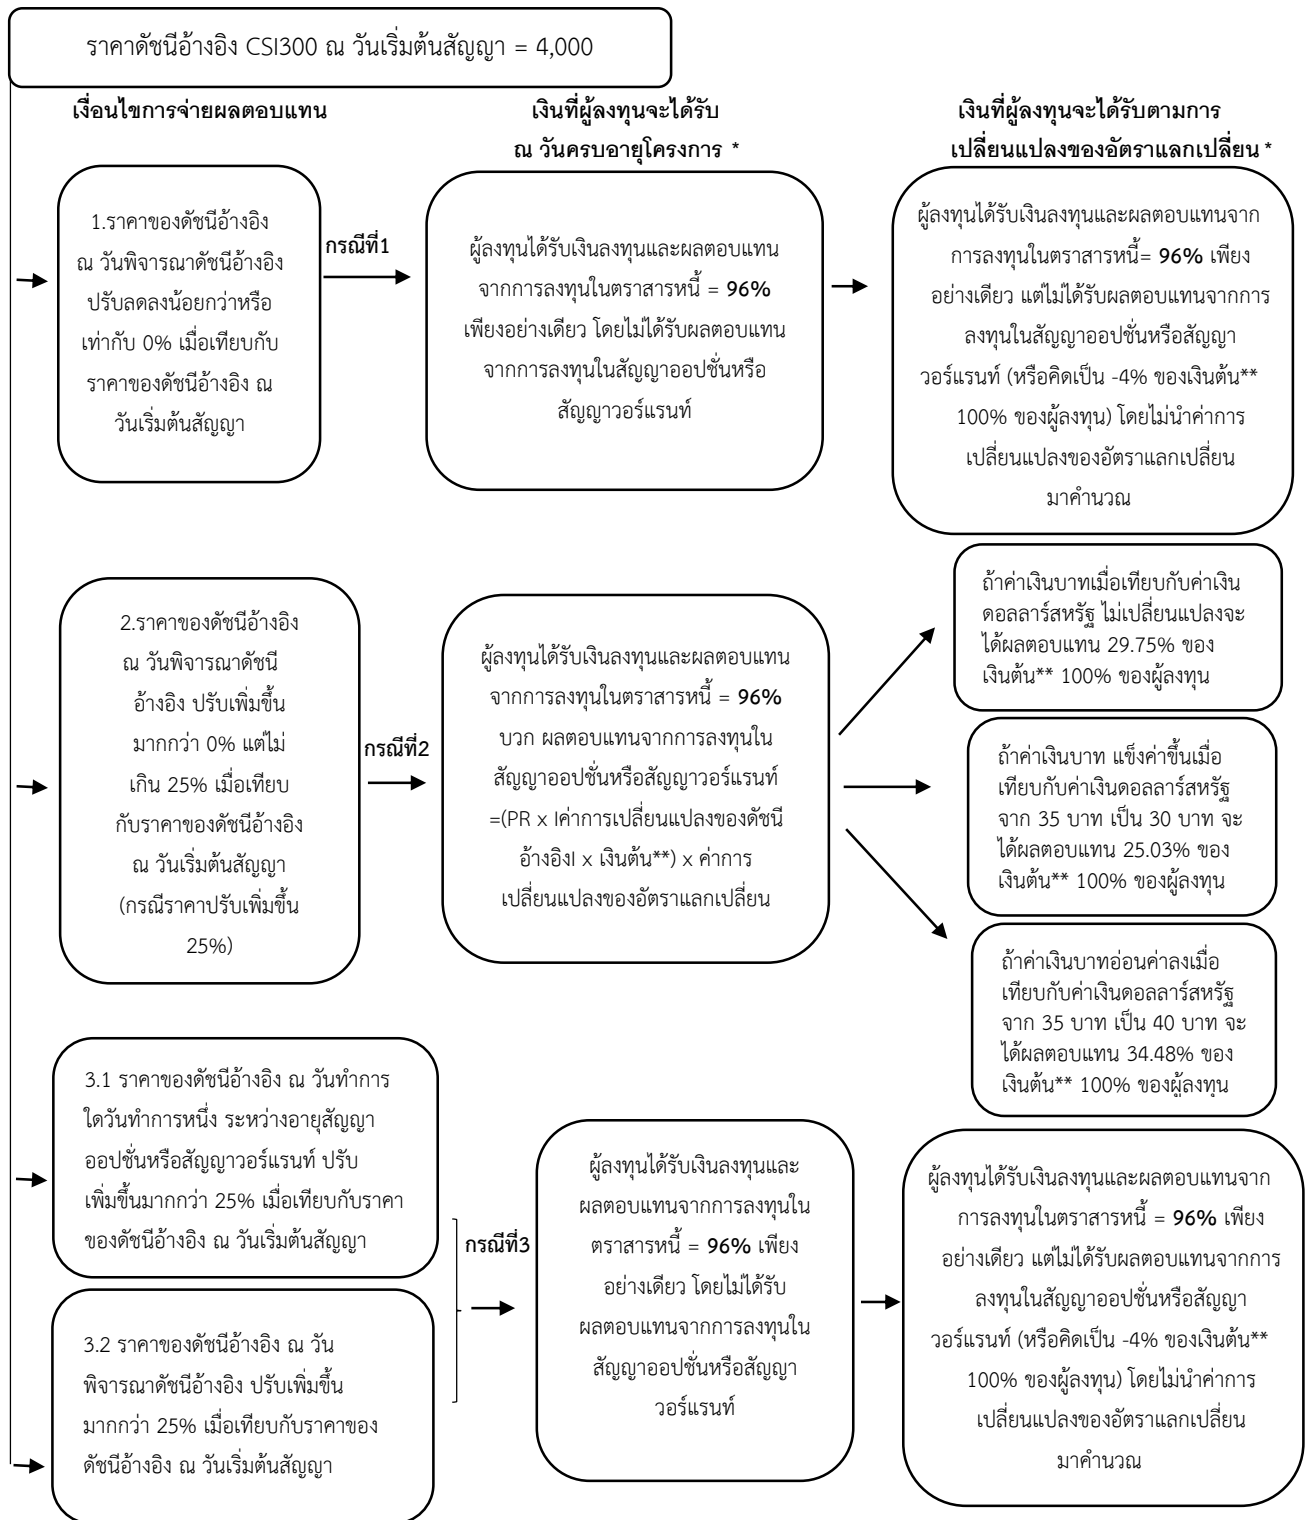 ราคาดัชนีอ้างอิง CSI300 ณ วันเริ่มต้นสัญญา = 4,000
เงื่อนไขการจ่ายผลตอบแทน
เงินที่ผู้ลงทุนจะได้รับ
ณ วันครบอายุโครงการ *
เงินที่ผู้ลงทุนจะได้รับตามการ
เปลี่ยนแปลงของอัตราแลกเปลี่ยน *
1.ราคาของดัชนีอ้างอิง
ณ วันพิจารณาดัชนีอ้างอิง
ปรับลดลงน้อยกว่าหรือ
เท่ากับ 0% เมื่อเทียบกับ
ราคาของดัชนีอ้างอิง ณ
วันเริ่มต้นสัญญา
กรณีที่1
ผู้ลงทุนได้รับเงินลงทุนและผลตอบแทน
จากการลงทุนในตราสารหนี้ = 96%
เพียงอย่างเดียว โดยไม่ได้รับผลตอบแทน
จากการลงทุนในสัญญาออปชั่นหรือ
สัญญาวอร์แรนท์
ผู้ลงทุนได้รับเงินลงทุนและผลตอบแทนจาก
การลงทุนในตราสารหนี้= 96% เพียง
อย่างเดียว แต่ไม่ได้รับผลตอบแทนจากการ
ลงทุนในสัญญาออปชั่นหรือสัญญา
วอร์แรนท์ (หรือคิดเป็น -4% ของเงินต้น**
100% ของผู้ลงทุน) โดยไม่นำค่าการ
เปลี่ยนแปลงของอัตราแลกเปลี่ยน
มาคำนวณ
2.ราคาของดัชนีอ้างอิง
ณ วันพิจารณาดัชนี
อ้างอิง ปรับเพิ่มขึ้น
มากกว่า 0% แต่ไม่
เกิน 25% เมื่อเทียบ
กับราคาของดัชนีอ้างอิง
ณ วันเริ่มต้นสัญญา
(กรณีราคาปรับเพิ่มขึ้น
25%)
กรณีที่2
ผู้ลงทุนได้รับเงินลงทุนและผลตอบแทน
จากการลงทุนในตราสารหนี้ = 96%
บวก ผลตอบแทนจากการลงทุนใน
สัญญาออปชั่นหรือสัญญาวอร์แรนท์
=(PR x Iค่าการเปลี่ยนแปลงของดัชนี
อ้างอิงI x เงินต้น**) x ค่าการ
เปลี่ยนแปลงของอัตราแลกเปลี่ยน
ถ้าค่าเงินบาทเมื่อเทียบกับค่าเงิน
ดอลลาร์สหรัฐ ไม่เปลี่ยนแปลงจะ
ได้ผลตอบแทน 29.75% ของ
เงินต้น** 100% ของผู้ลงทุน
ถ้าค่าเงินบาท แข็งค่าขึ้นเมื่อ
เทียบกับค่าเงินดอลลาร์สหรัฐ
จาก 35 บาท เป็น 30 บาท จะ
ได้ผลตอบแทน 25.03% ของ
เงินต้น** 100% ของผู้ลงทุน
ถ้าค่าเงินบาทอ่อนค่าลงเมื่อ
เทียบกับค่าเงินดอลลาร์สหรัฐ
จาก 35 บาท เป็น 40 บาท จะ
ได้ผลตอบแทน 34.48% ของ
เงินต้น** 100% ของผู้ลงทุน
3.1 ราคาของดัชนีอ้างอิง ณ วันทำการ
ใดวันทำการหนึ่ง ระหว่างอายุสัญญา
ออปชั่นหรือสัญญาวอร์แรนท์ ปรับ
เพิ่มขึ้นมากกว่า 25% เมื่อเทียบกับราคา
ของดัชนีอ้างอิง ณ วันเริ่มต้นสัญญา
3.2 ราคาของดัชนีอ้างอิง ณ วัน
พิจารณาดัชนีอ้างอิง ปรับเพิ่มขึ้น
มากกว่า 25% เมื่อเทียบกับราคาของ
ดัชนีอ้างอิง ณ วันเริ่มต้นสัญญา
กรณีที่3
ผู้ลงทุนได้รับเงินลงทุนและ
ผลตอบแทนจากการลงทุนใน
ตราสารหนี้ = 96% เพียง
อย่างเดียว โดยไม่ได้รับ
ผลตอบแทนจากการลงทุนใน
สัญญาออปชั่นหรือสัญญา
วอร์แรนท์
ผู้ลงทุนได้รับเงินลงทุนและผลตอบแทนจาก
การลงทุนในตราสารหนี้ = 96% เพียง
อย่างเดียว แต่ไม่ได้รับผลตอบแทนจากการ
ลงทุนในสัญญาออปชั่นหรือสัญญา
วอร์แรนท์ (หรือคิดเป็น -4% ของเงินต้น**
100% ของผู้ลงทุน) โดยไม่นำค่าการ
เปลี่ยนแปลงของอัตราแลกเปลี่ยน
มาคำนวณ